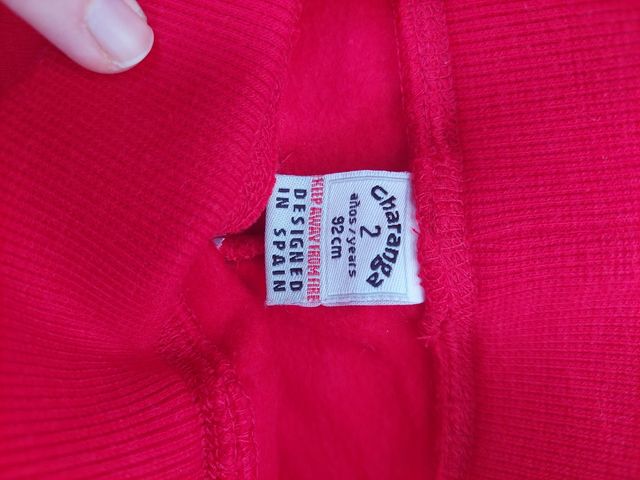 charanga
años/years
2
92cm
KEEP AWAY FROM FIRE
DESIGNED
IN SPAIN